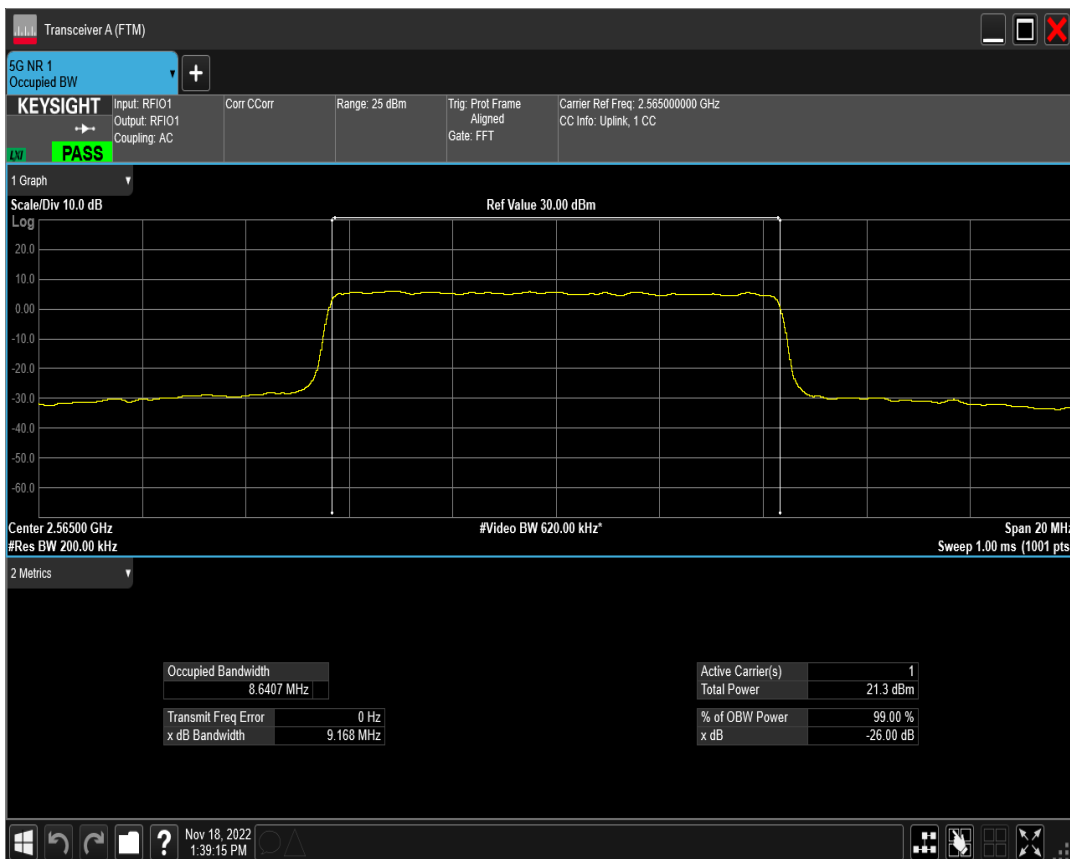 Transceiver A (FTM)
5G NR 1
Occupied BW
+
KEYSIGHT
LXI
PASS
Input: RFIO1
Output: RFIO1
Coupling: AC
Corr CCorr
Range: 25 dBm
Trig: Prot Frame
Aligned
Gate: FFT
Carrier Ref Freq: 2.565000000 GHz
CC Info: Uplink, 1 CC
1 Graph
Scale/Div 10.0 dB
Ref Value 30.00 dBm
Log
20.0
10.0
0.00
-10.0
-20.0
-30.0
-40.0
-50.0
-60.0
Center 2.56500 GHz
#Video BW 620.00 kHz*
Span 20 MHz
#Res BW 200.00 kHz
Sweep 1.00 ms (1001 pts
2 Metrics
Occupied Bandwidth
8.6407 MHz
Transmit Freq Error 0 Hz
x dB Bandwidth 9.168 MHz
Active Carrier(s) 1
Total Power 21.3 dBm
% of OBW Power 99.00 %
x dB -26.00 dB
?
Nov 18, 2022
1:39:15 PM